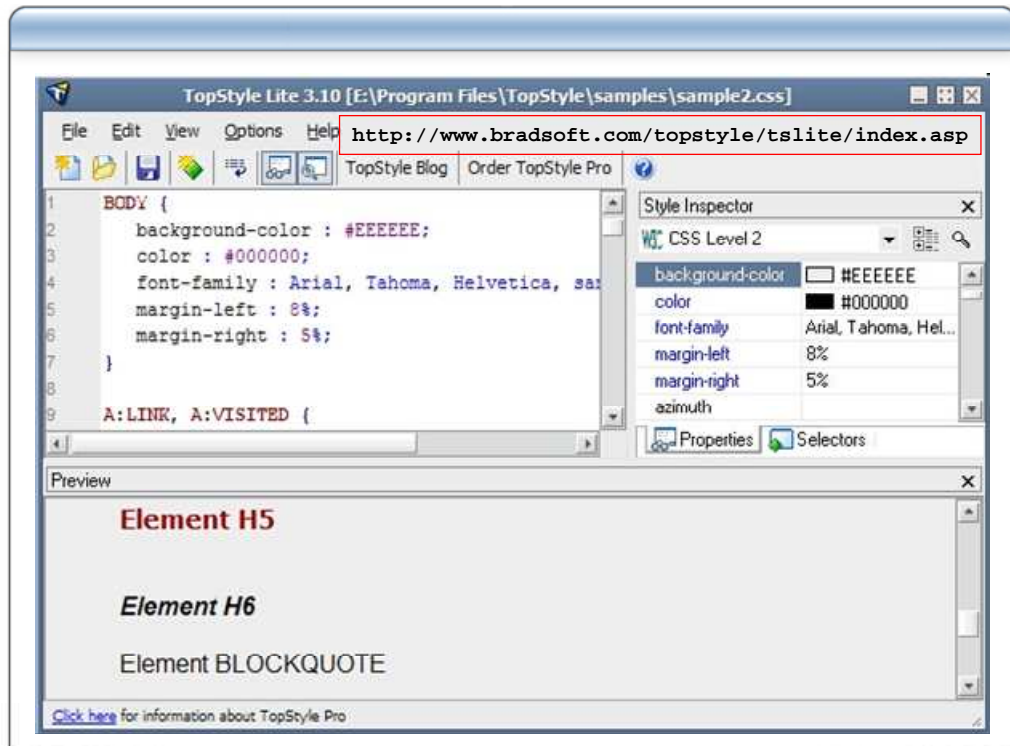 TopStyle Lite 3.10 [E:\Program Files\TopStyle\samples\sample2.css]
File Edit View Options Help
http://www.bradsoft.com/topstyle/tslite/index.asp
TopStyle Blog Order TopStyle Pro
1 BODY {
2 background-color : #EEEEEE;
3 color : #000000;
4 font-family : Arial, Tahoma, Helvetica, sa
5 margin-left : 8%;
6 margin-right : 5%;
7 }
8
9 A:LINK, A:VISITED {
Style Inspector
W3C CSS Level 2
background-color #EEEEEE
color #000000
font-family Arial, Tahoma, Hel...
margin-left 8%
margin-right 5%
azimuth
Properties Selectors
Preview
Element H5
Element H6
Element BLOCKQUOTE
Click here for information about TopStyle Pro